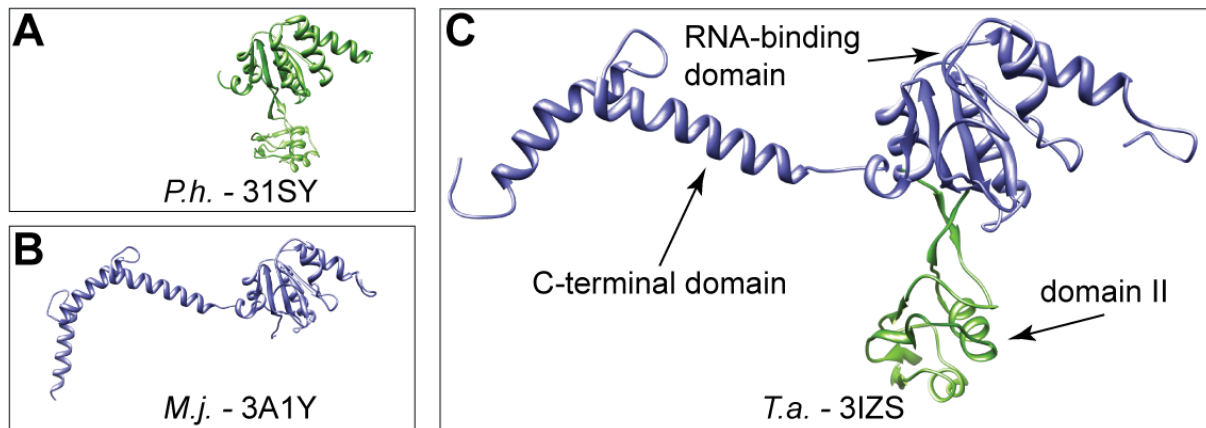 A
P.h. - 31SY
B
M.j. - 3A1Y
C
RNA-binding
domain
C-terminal domain
domain II
T.a. - 3IZS